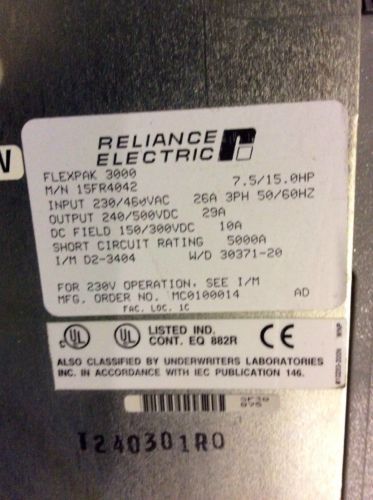 RELIANCE
ELECTRIC
FLEXPAK 3000 7.5/15.0HP
M/N 15FR4042
INPUT 230/460VAC 26A 3PH 50/60HZ
OUTPUT 240/500VDC 29A
DC FIELD 150/300VDC 10A
SHORT CIRCUIT RATING 5000A
I/M D2-3404 W/D 30371-20
FOR 230V OPERATION, SEE I/M
MFG. ORDER NO. MC0100014 AD
FAC. LOC. 1C
UL UL LISTED IND.
CONT. EQ 882R CE
ALSO CLASSIFIED BY UNDERWRITERS LABORATORIES
INC. IN ACCORDANCE WITH IEC PUBLICATION 146.
T240301R0